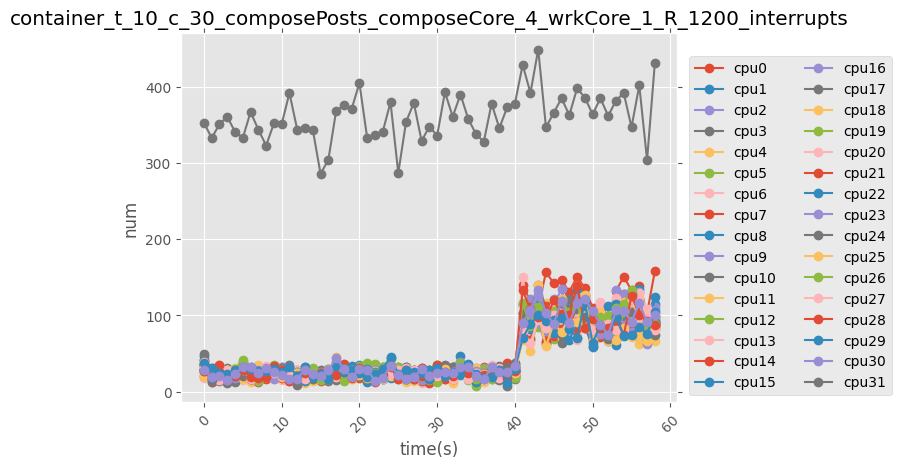 container_t_10_c_30_composePosts_composeCore_4_wrkCore_1_R_1200_interrupts
num
400
300
200
100
0
0
10
20
30
40
50
60
time(s)
cpu0
cpu1
cpu2
cpu3
cpu4
cpu5
cpu6
cpu7
cpu8
cpu9
cpu10
cpu11
cpu12
cpu13
cpu14
cpu15
cpu16
cpu17
cpu18
cpu19
cpu20
cpu21
cpu22
cpu23
cpu24
cpu25
cpu26
cpu27
cpu28
cpu29
cpu30
cpu31